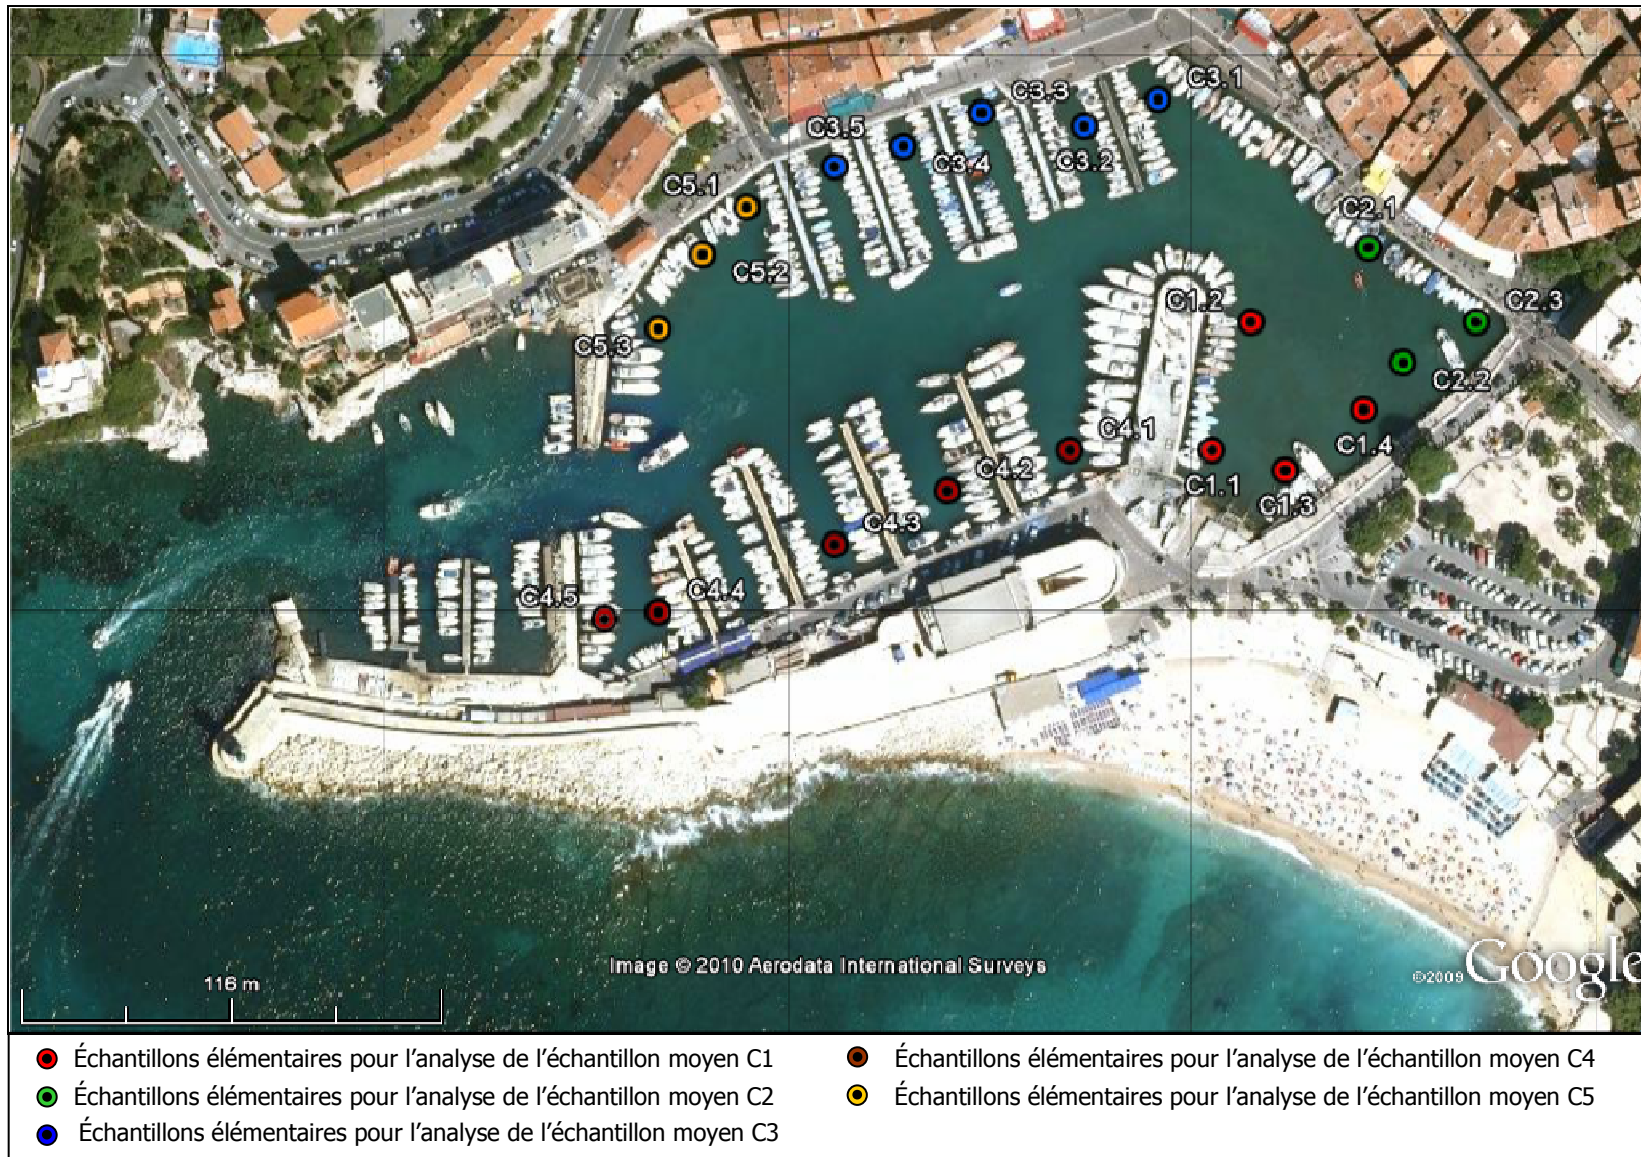 C3.1
C3.3
C3.5
C3.4
C3.2
C5.1
C2.1
C5.2
C1.2
C2.3
C5.3
C2.2
C4.1
C1.4
C4.2
C1.1
C1.3
C4.3
C4.5
C4.4
Image © 2010 Aerodata International Surveys
©2009 Google
116 m
Échantillons élémentaires pour l’analyse de l’échantillon moyen C1
Échantillons élémentaires pour l’analyse de l’échantillon moyen C4
Échantillons élémentaires pour l’analyse de l’échantillon moyen C2
Échantillons élémentaires pour l’analyse de l’échantillon moyen C5
Échantillons élémentaires pour l’analyse de l’échantillon moyen C3